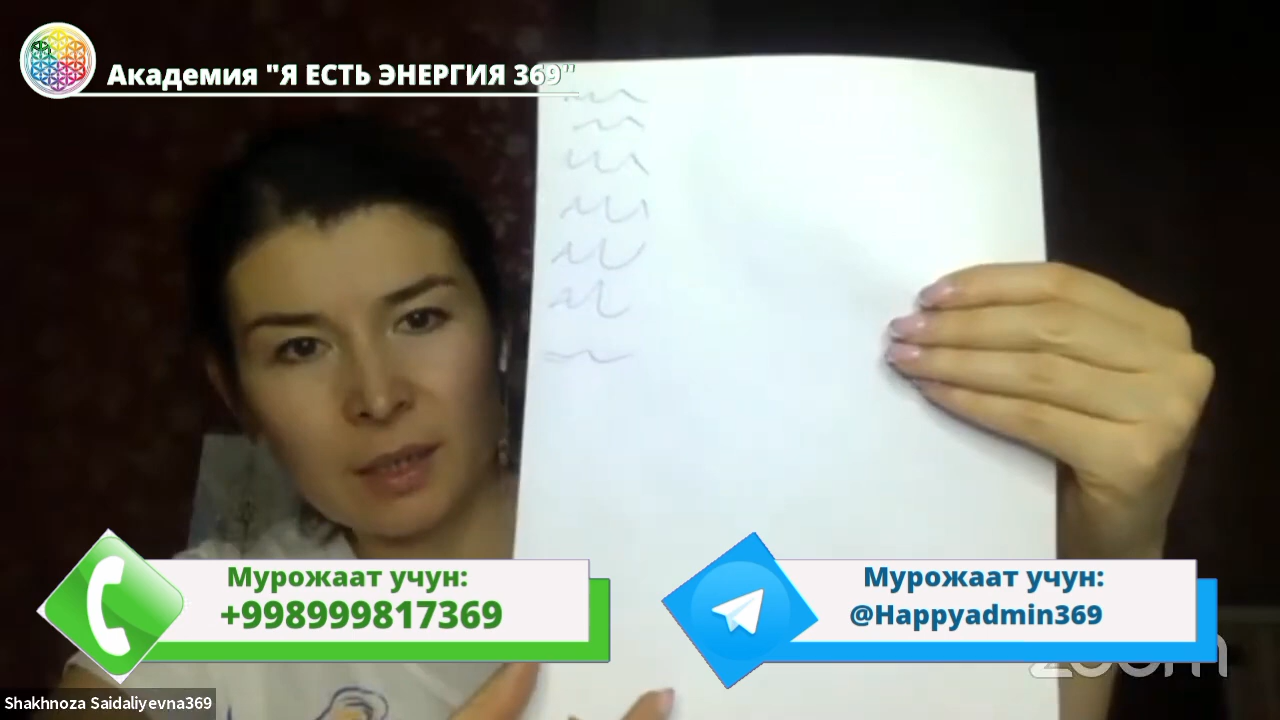 Академия "Я ЕСТЬ ЭНЕРГИЯ 369"
Мурожаат учун:
+998999817369
Мурожаат учун:
@Happyadmin369
zoom
Shakhnoza Saidaliyevna369